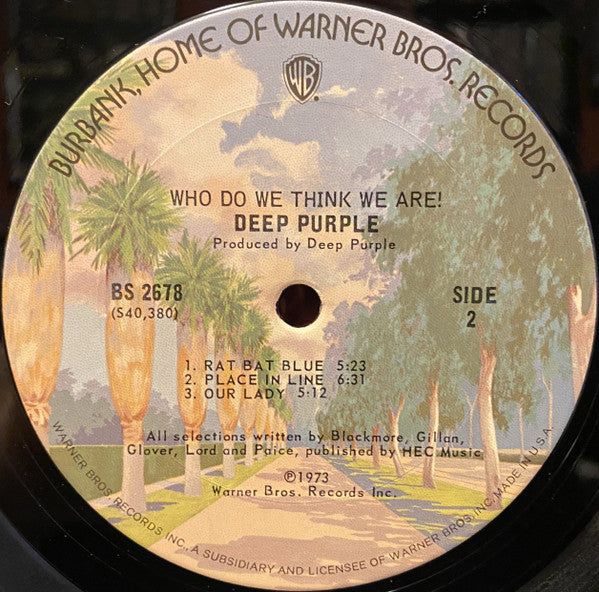 BURBANK, HOME OF WARNER BROS. RECORDS
WB
WHO DO WE THINK WE ARE!
DEEP PURPLE
Produced by Deep Purple
BS 2678
(S40,380)
SIDE
2
1. RAT BAT BLUE 5:23
2. PLACE IN LINE 6:31
3. OUR LADY 5:12
All selections written by Blackmore, Gillan,
Glover, Lord and Paice, published by HEC Music
℗1973
Warner Bros. Records Inc.
WARNER BROS. RECORDS INC., A SUBSIDIARY AND LICENSEE OF WARNER BROS. INC. MADE IN U.S.A.